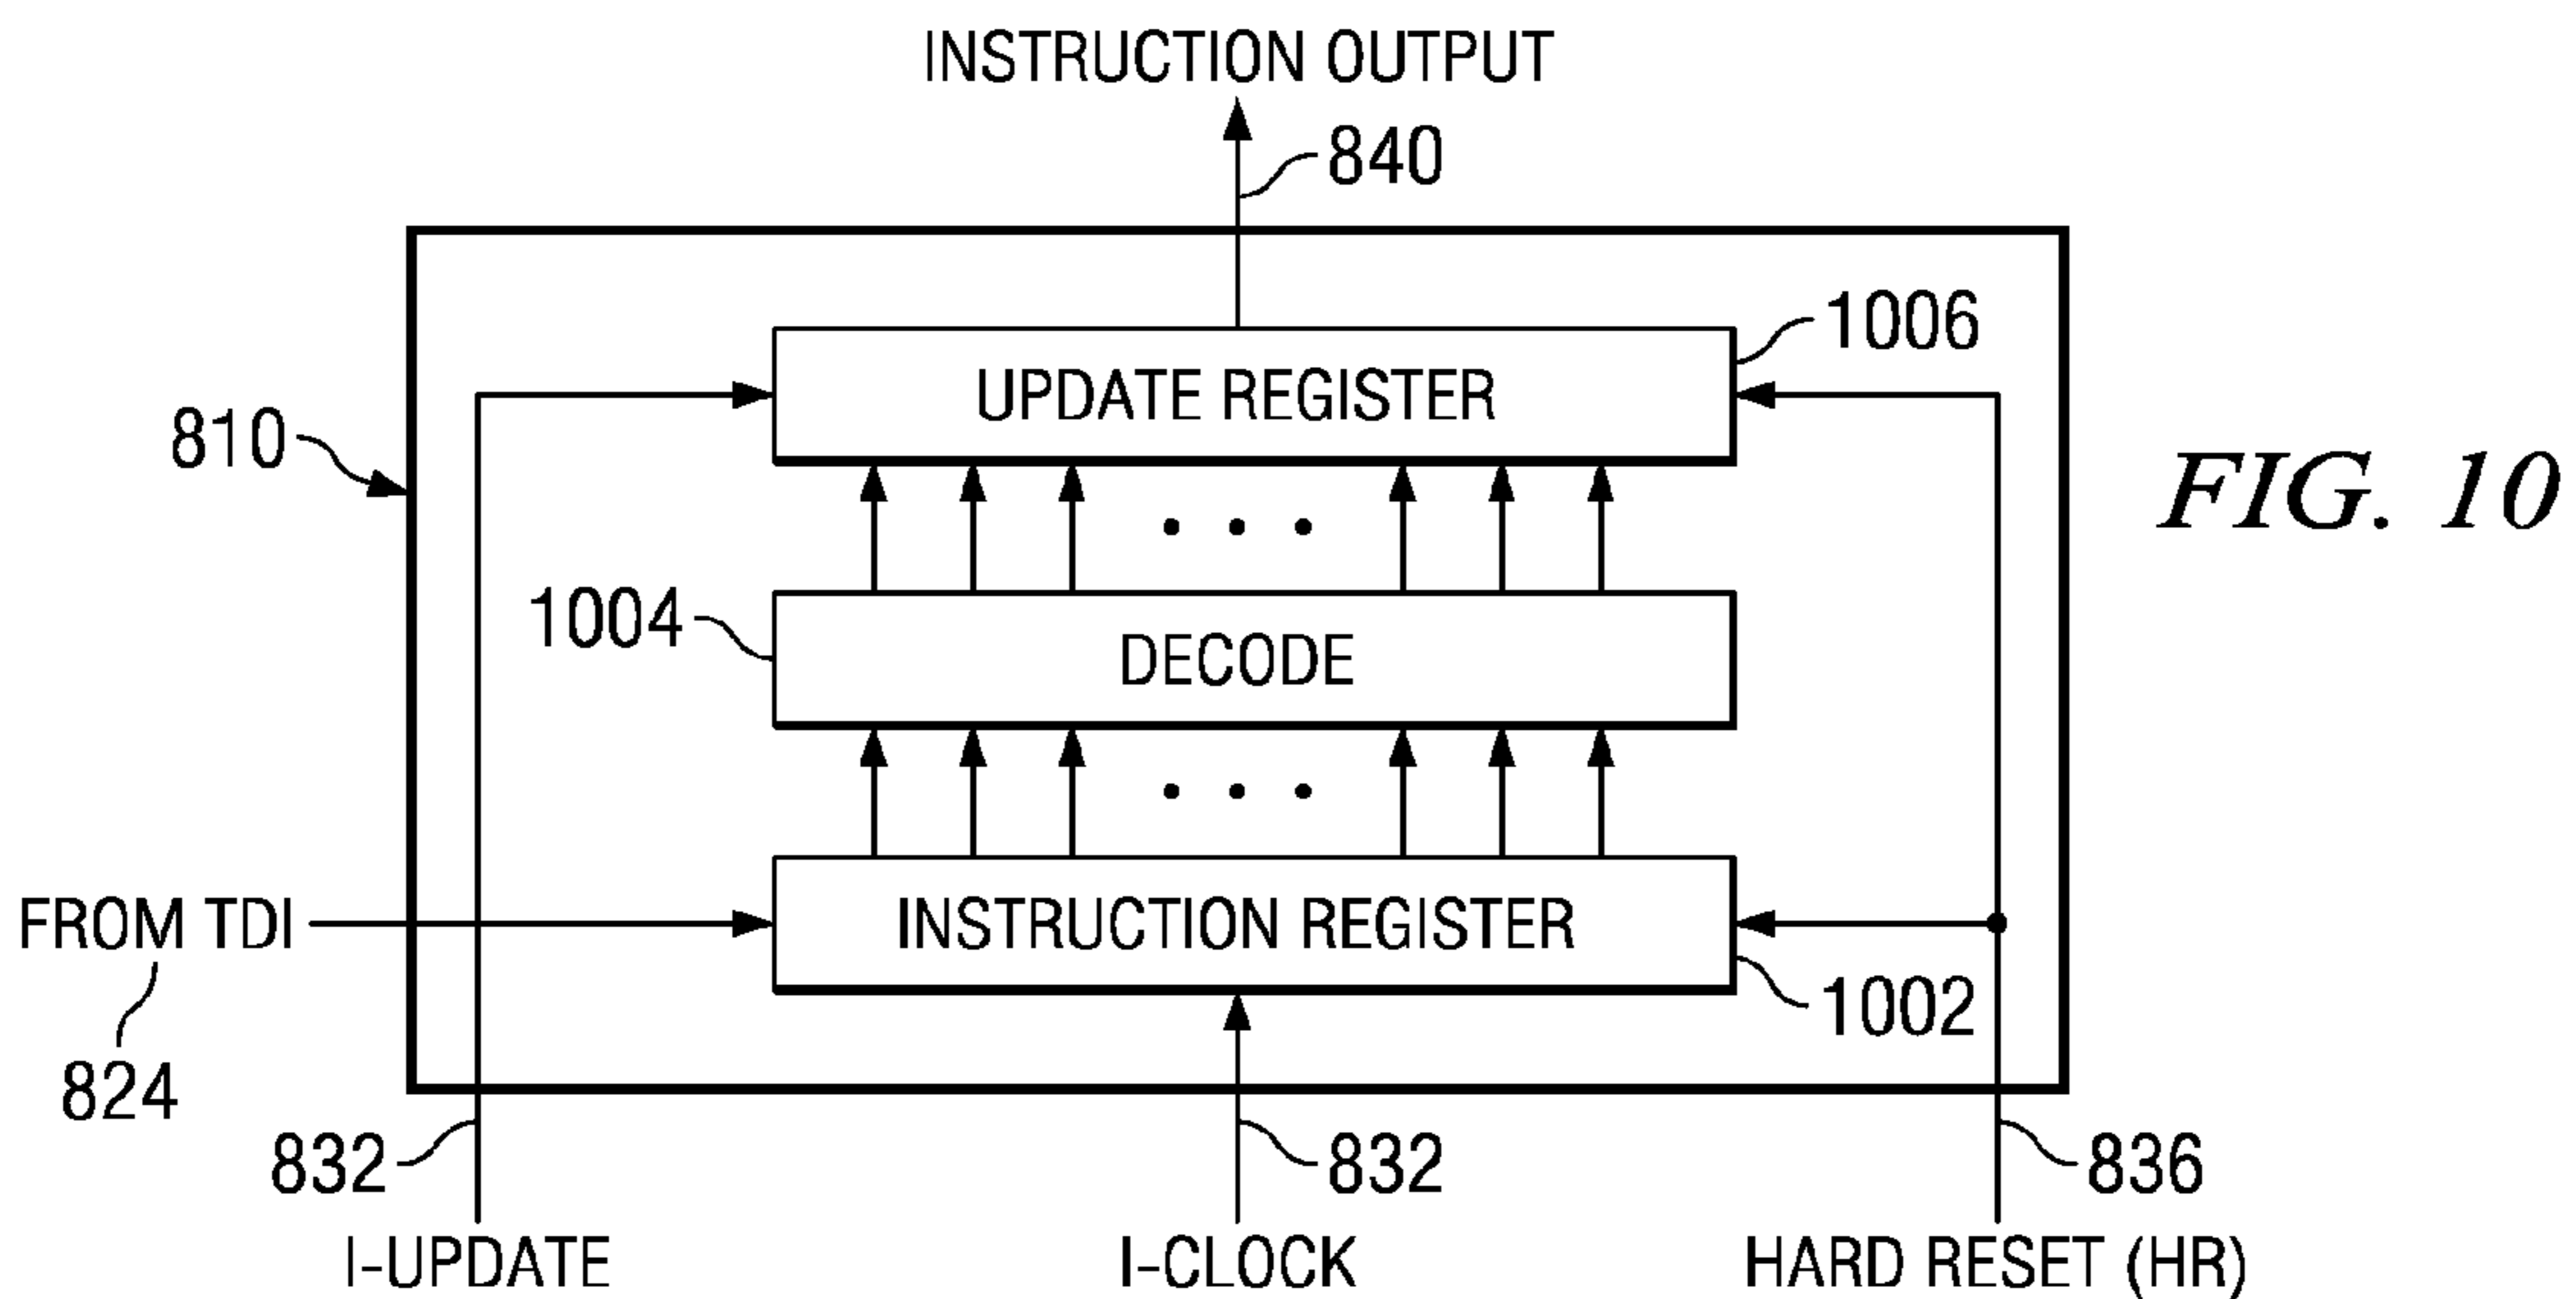 INSTRUCTION OUTPUT
840
1006
UPDATE REGISTER
810
FIG. 10
1004
DECODE
FROM TDI
INSTRUCTION REGISTER
1002
824
832
832
836
I-UPDATE
I-CLOCK
HARD RESET (HR)